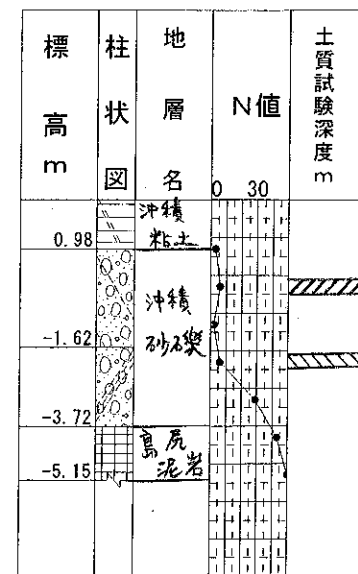 標高m
柱状図
地層名
N値
土質試験深度m
0 30
沖積
粘土
0.98
沖積
砂礫
-1.62
-3.72
島尻
泥岩
-5.15